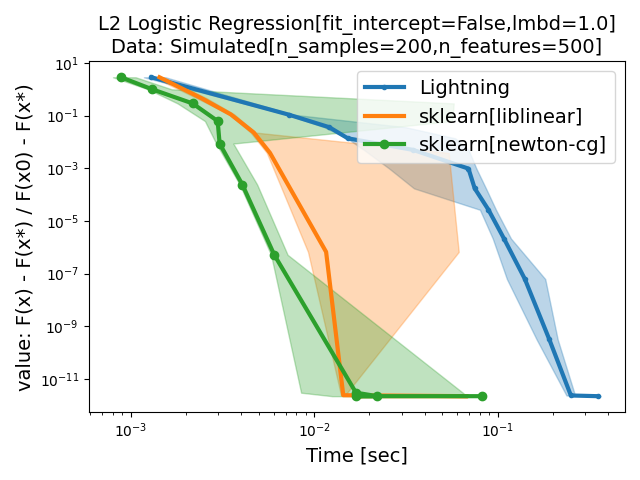 L2 Logistic Regression[fit_intercept=False,lmbd=1.0]
Data: Simulated[n_samples=200,n_features=500]
value: F(x) - F(x*) / F(x0) - F(x*)
10¹
10⁻¹
10⁻³
10⁻⁵
10⁻⁷
10⁻⁹
10⁻¹¹
Lightning
sklearn[liblinear]
sklearn[newton-cg]
10⁻³
10⁻²
10⁻¹
Time [sec]